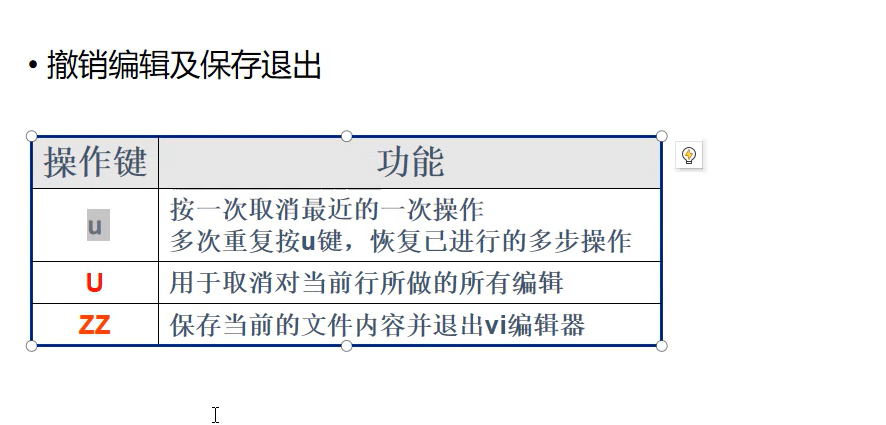 • 撤销编辑及保存退出
操作键 功能
u 按一次取消最近的一次操作
多次重复按u键，恢复已进行的多步操作
U 用于取消对当前行所做的所有编辑
ZZ 保存当前的文件内容并退出vi编辑器